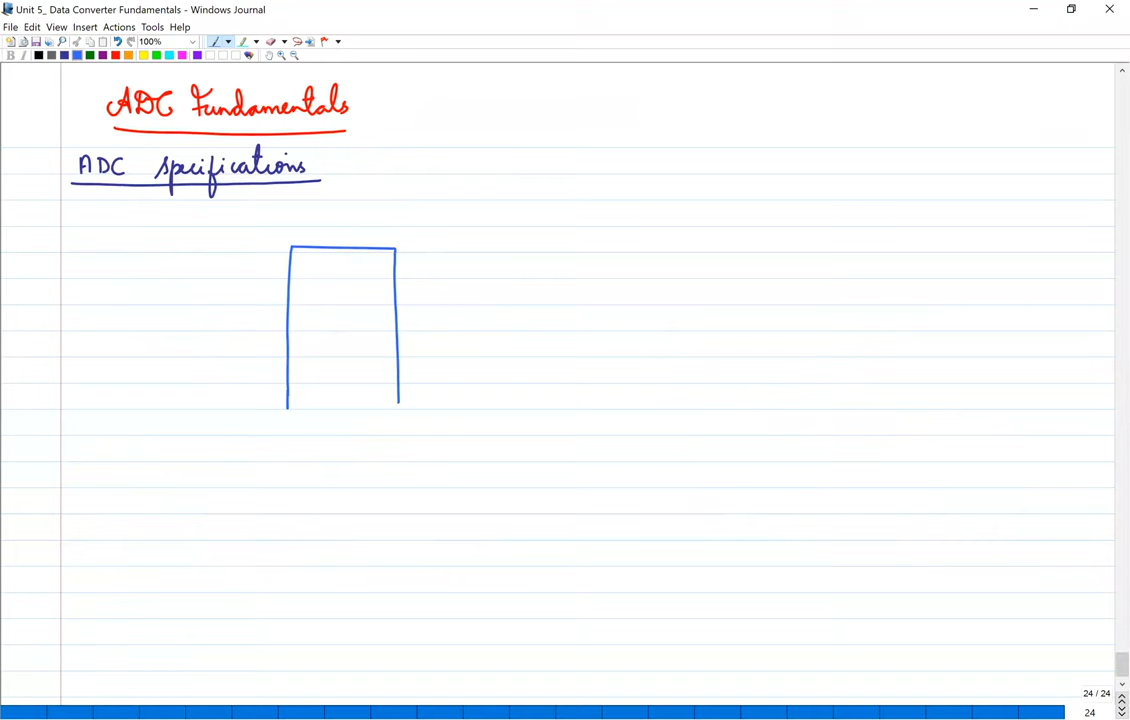 Unit 5_ Data Converter Fundamentals - Windows Journal
File Edit View Insert Actions Tools Help
100%
B I
ADC Fundamentals
ADC specifications
24 / 24
24